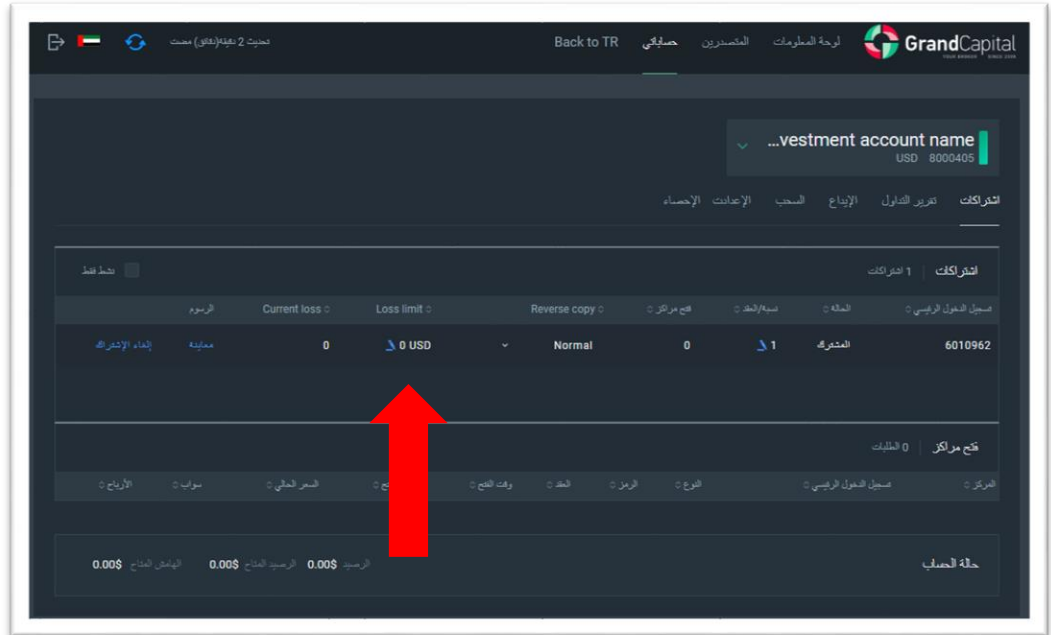 GrandCapital
لوحة المعلومات المتصدرين حساباتي Back to TR تحديث 2 دقيقة(دقائق) مضت
...vestment account name
USD 8000405
اشتراكات تقرير التداول الإيداع السحب الإعدادت الإحصاء
اشتراكات | 1 اشتراكات نشط فقط
تسجيل الدخول الرئيسي الحالة نسبة/العقد فتح مراكز Reverse copy Loss limit Current loss الرسوم
6010962 المشترك 1 0 Normal 0 USD 0 معاينة إلغاء الإشتراك
فتح مراكز | 0 الطلبات
المركز تسجيل الدخول الرئيسي النوع الرمز العقد وقت الفتح السعر الحالي سواب الأرباح
حالة الحساب الرصيد 0.00$ الرصيد المتاح 0.00$ الهامش المتاح 0.00$